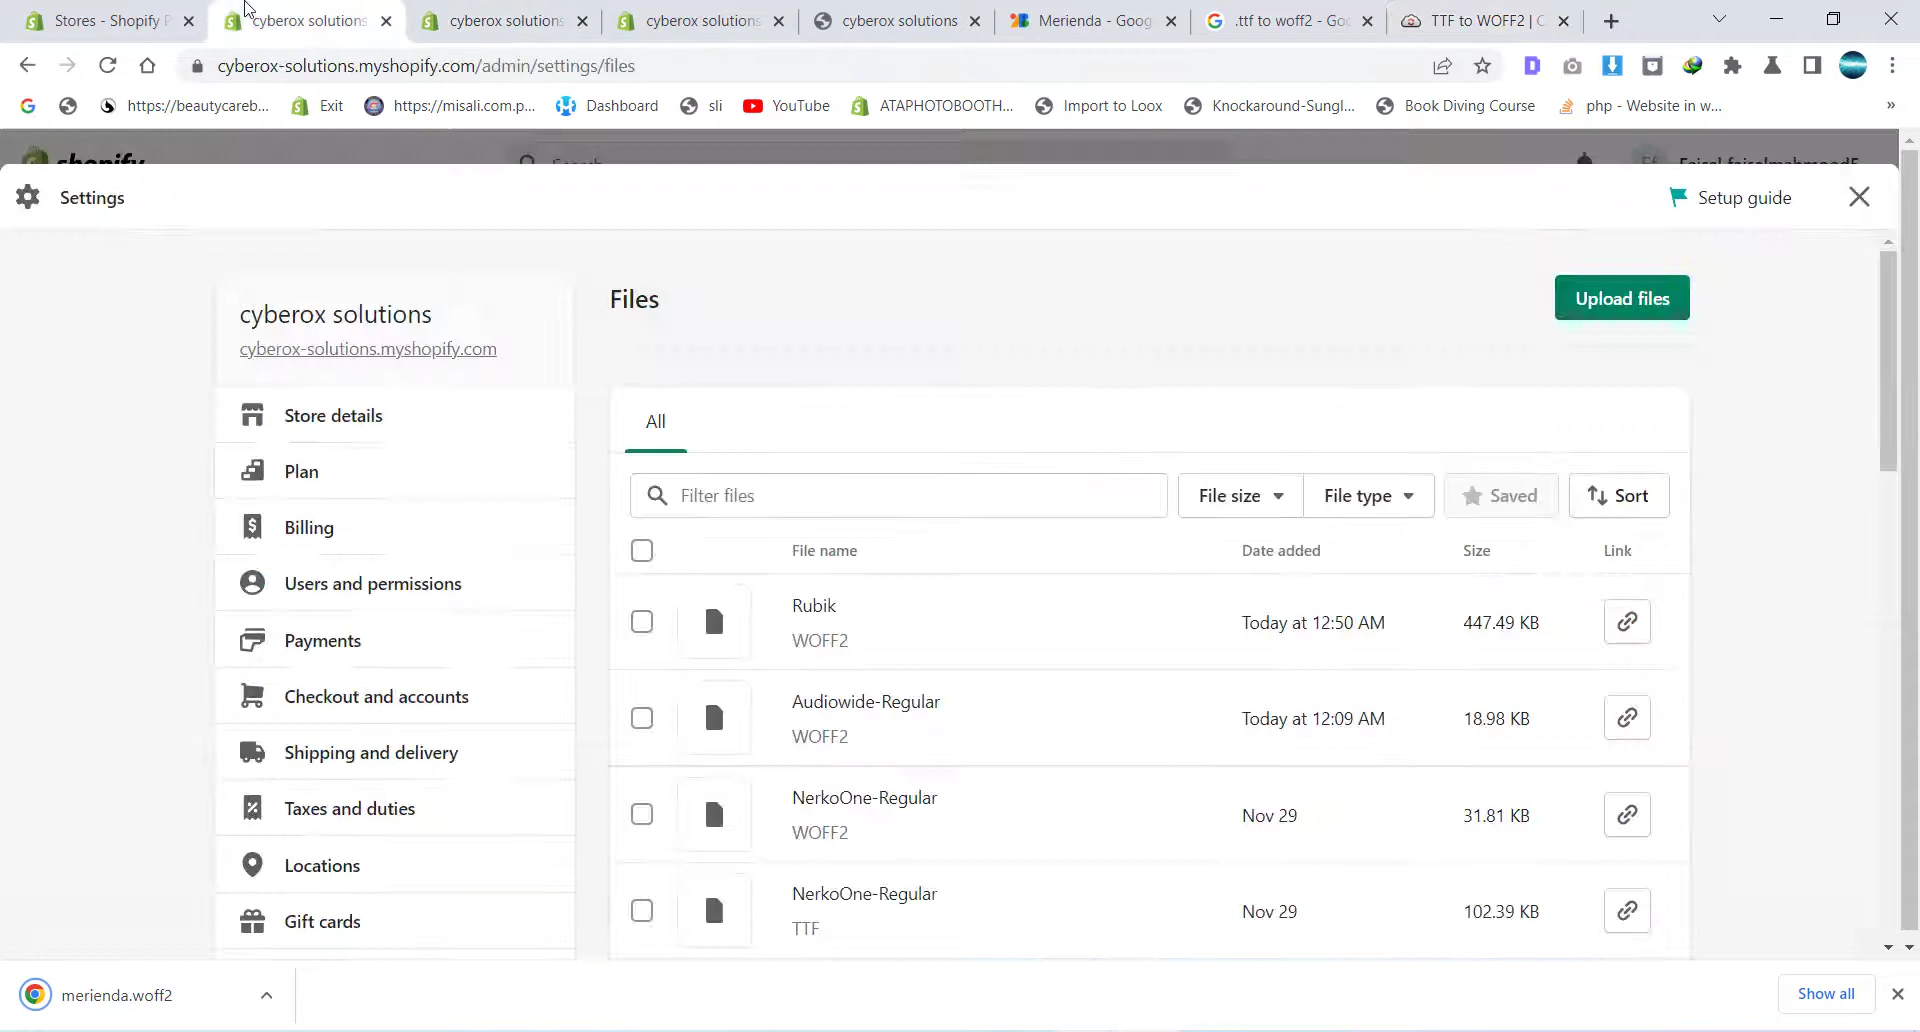 Stores - Shopify P
cyberox solutions
cyberox solutions
cyberox solutions
cyberox solutions
Merienda - Goog
.ttf to woff2 - Goo
TTF to WOFF2 | C
cyberox-solutions.myshopify.com/admin/settings/files
https://beautycareb...
Exit
https://misali.com.p...
Dashboard
sli
YouTube
ATAPHOTOBOOTH...
Import to Loox
Knockaround-Sungl...
Book Diving Course
php - Website in w...
»
shopify
Search
Settings
Setup guide
cyberox solutions
cyberox-solutions.myshopify.com
Store details
Plan
Billing
Users and permissions
Payments
Checkout and accounts
Shipping and delivery
Taxes and duties
Locations
Gift cards
Files
Upload files
All
Filter files
File size
File type
Saved
Sort
File name Date added Size Link
Rubik
WOFF2
Today at 12:50 AM 447.49 KB
Audiowide-Regular
WOFF2
Today at 12:09 AM 18.98 KB
NerkoOne-Regular
WOFF2
Nov 29 31.81 KB
NerkoOne-Regular
TTF
Nov 29 102.39 KB
merienda.woff2
Show all